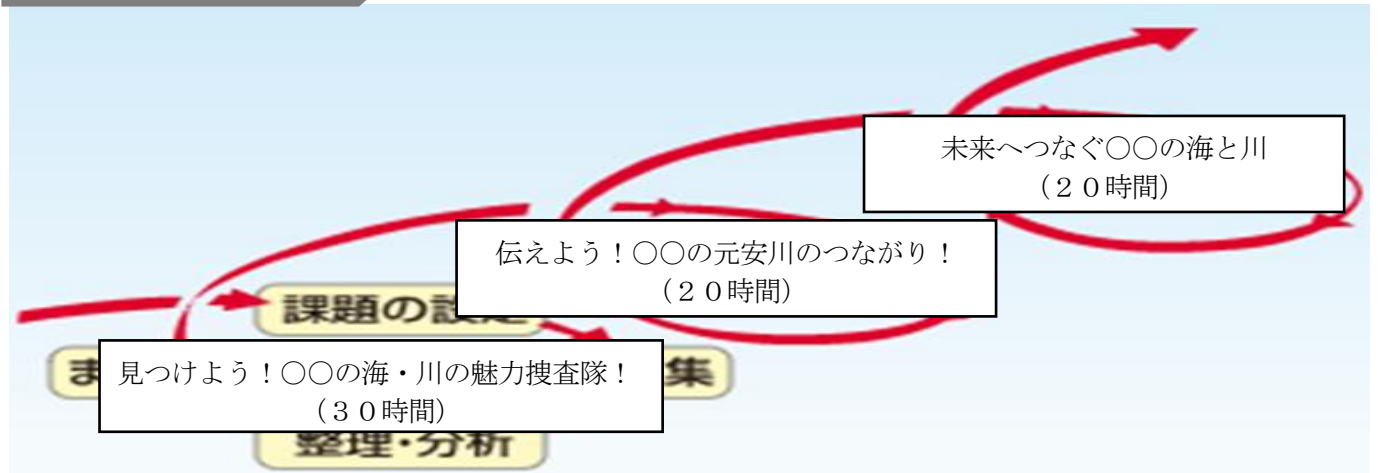 未来へつなぐ○○の海と川
（２０時間）
伝えよう！○○の元安川のつながり！
（２０時間）
課題の設定
ま
見つけよう！○○の海・川の魅力捜査隊！
（３０時間）
集
整理・分析